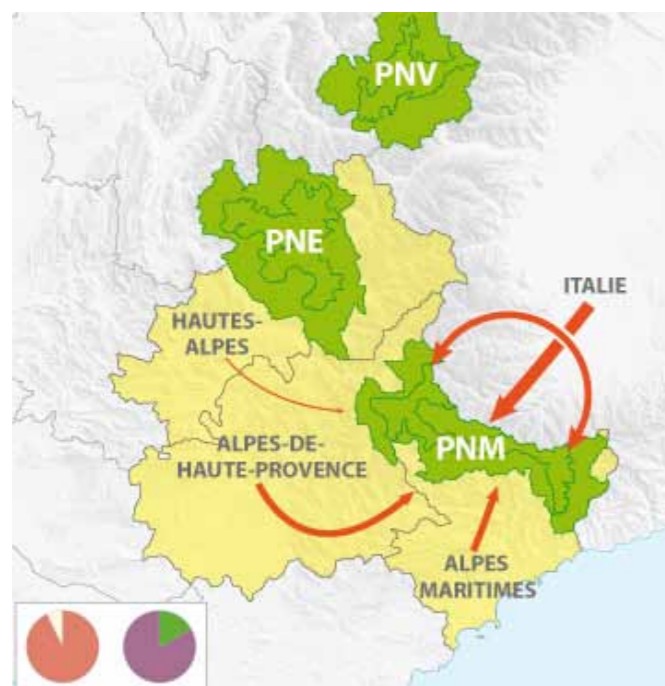 PNV
PNE
ITALIE
HAUTES-
ALPES
PNM
ALPES-DE-
HAUTE-PROVENCE
ALPES
MARITIMES